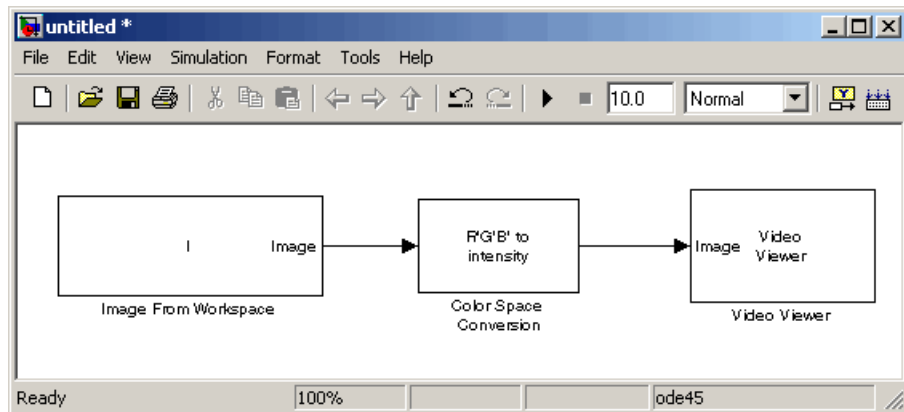 untitled *
File Edit View Simulation Format Tools Help
10.0 Normal
I Image
Image From Workspace
R'G'B' to
intensity
Color Space
Conversion
Image
Video
Viewer
Video Viewer
Ready 100% ode45